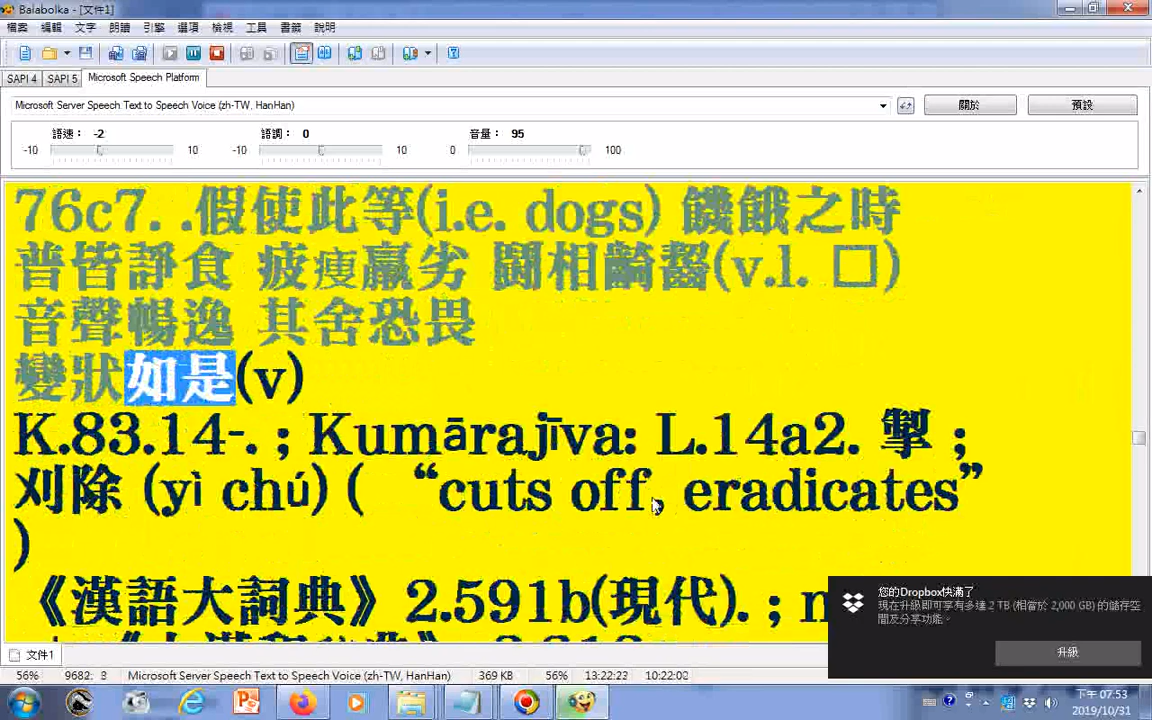 Balabolka - [文件1]
檔案 編輯 文字 朗讀 引擎 選項 檢視 工具 書籤 說明
SAPI 4 SAPI 5 Microsoft Speech Platform
Microsoft Server Speech Text to Speech Voice (zh-TW, HanHan) 關於 預設
語速: -2 語調: 0 音量: 95
-10 10 -10 10 0 100
76c7. .假使此等(i.e. dogs) 饑餓之時
普皆諍食 疲瘦羸劣 鬪相齩齧(v.l. □)
音聲暢逸 其舍恐畏
變狀如是(v)
K.83.14-. ; Kumārajīva: L.14a2. 掣 ;
刈除 (yì chú) ( “cuts off, eradicates”
)
《漢語大詞典》 2.591b(現代). ;
您的Dropbox快滿了
現在升級即可享有多達 2 TB (相當於 2,000 GB) 的儲存空
間及分享功能。
升級
文件1
56% Microsoft Server Speech Text to Speech Voice (zh-TW, HanHan) 369 KB 56% 13:22:23 10:22:02
下午 07:53
2019/10/31